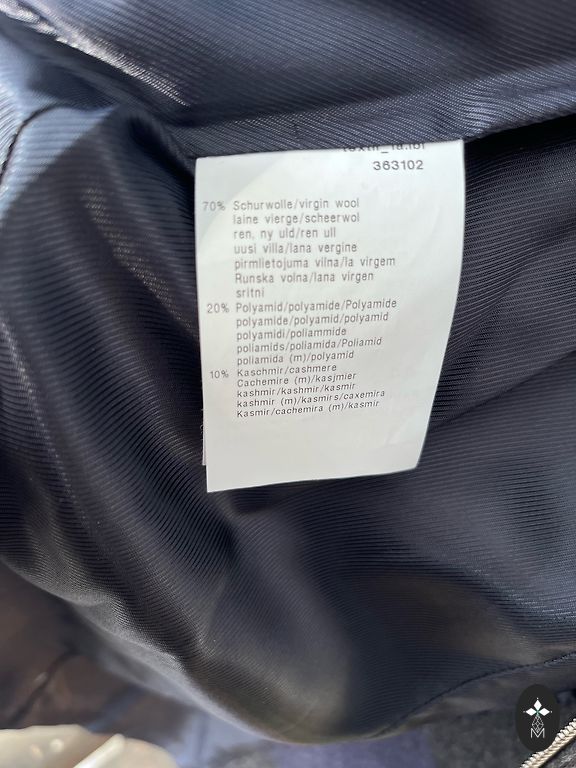 363102
70% Schurwolle/virgin wool
laine vierge/scheerwol
ren, ny uld/ren ull
uusi villa/lana vergine
pirmlietojuma vilna/la virgem
Runska volna/lana virgen
sritni
20% Polyamid/polyamide/Polyamide
polyamide/polyamid/polyamid
polyamidi/poliammide
poliamids/poliamida/Poliamid
poliamida (m)/polyamid
10% Kaschmir/cashmere
Cachemire (m)/kasjmier
kashmir/kashmir/kasmir
kashmir (m)/kasmirs/caxemira
Kasmir/cachemira (m)/kasmir
M